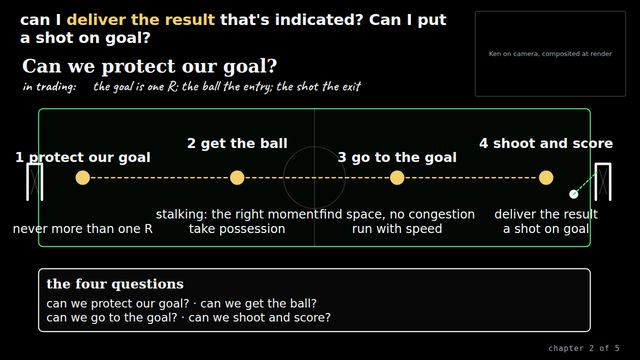 can I deliver the result that's indicated? Can I put
a shot on goal?
Ken on camera, composited at render
Can we protect our goal?
in trading: the goal is one R; the ball the entry; the shot the exit
2 get the ball
4 shoot and score
1 protect our goal
3 go to the goal
stalking: the right moment
take possession
find space, no congestion
run with speed
deliver the result
a shot on goal
never more than one R
the four questions
can we protect our goal? · can we get the ball?
can we go to the goal? · can we shoot and score?
chapter 2 of 5